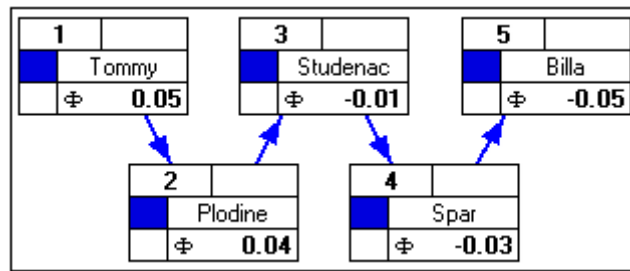 1
Tommy
Φ 0.05
3
Studenac
Φ -0.01
5
Billa
Φ -0.05
2
Plodine
Φ 0.04
4
Spar
Φ -0.03